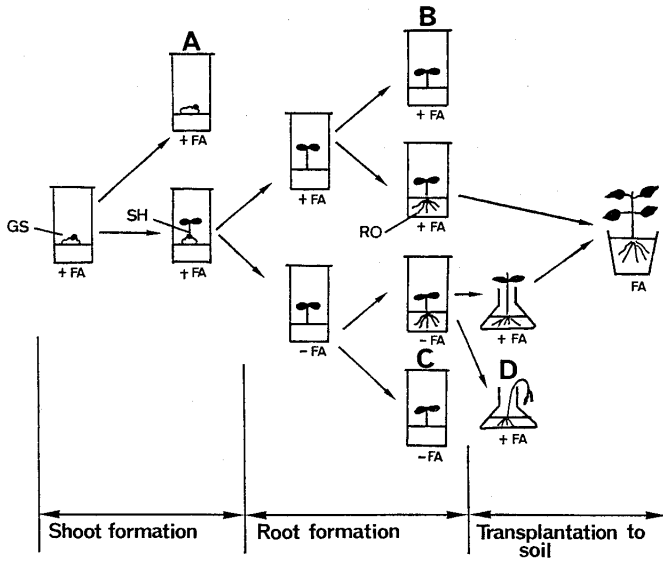 A
+ FA
B
+ FA
GS
+ FA
SH
+ FA
+ FA
RO
+ FA
FA
– FA
– FA
+ FA
C
– FA
D
+ FA
Shoot formation
Root formation
Transplantation to
soil